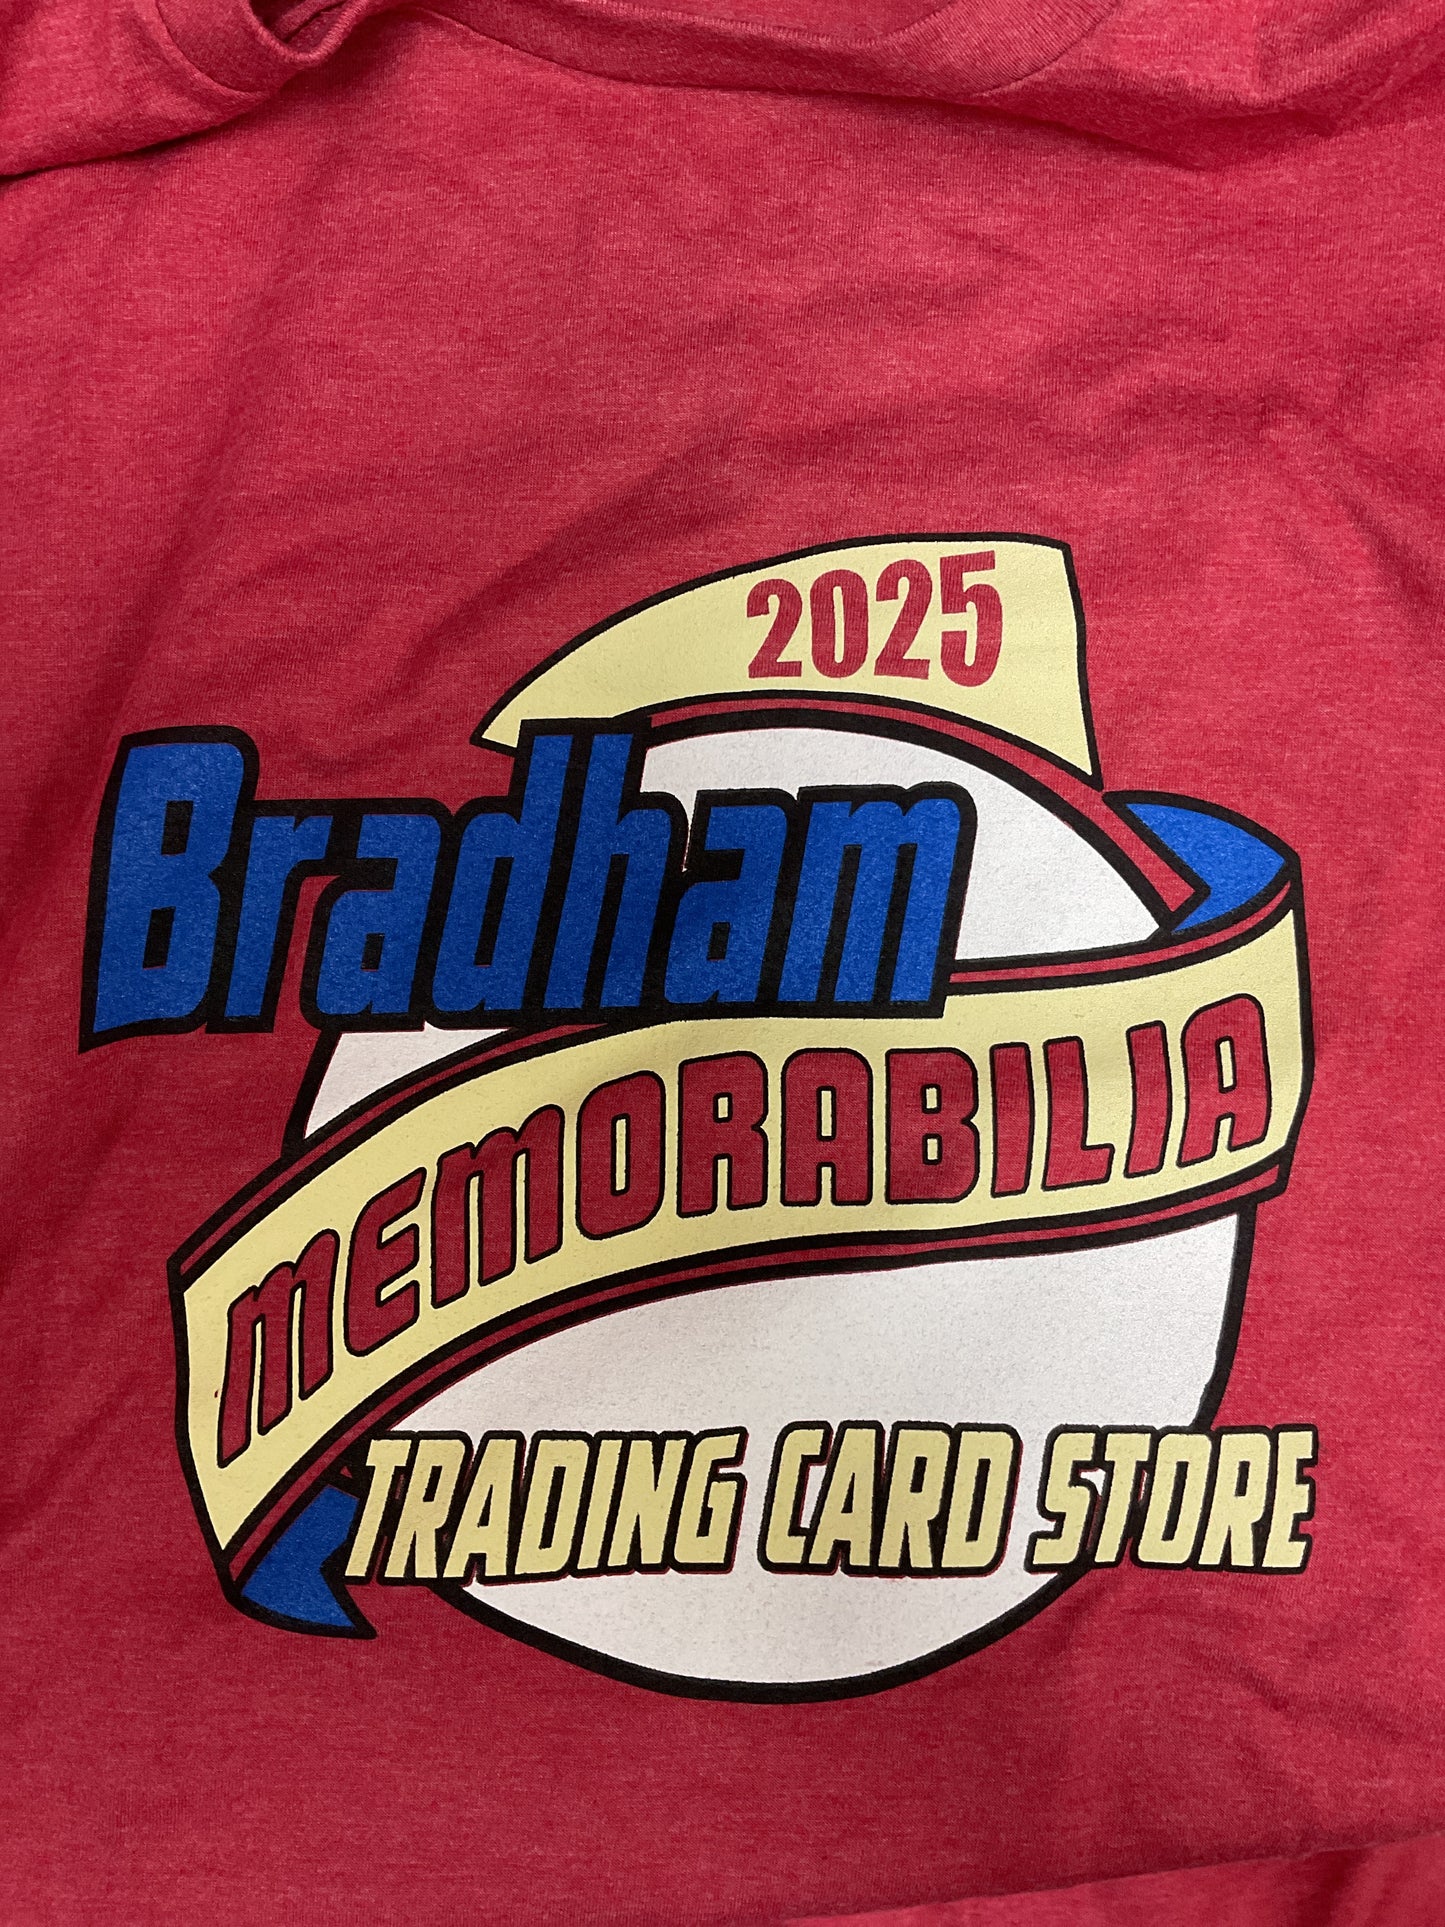 2025
Bradham
MEMORABILIA
TRADING CARD STORE